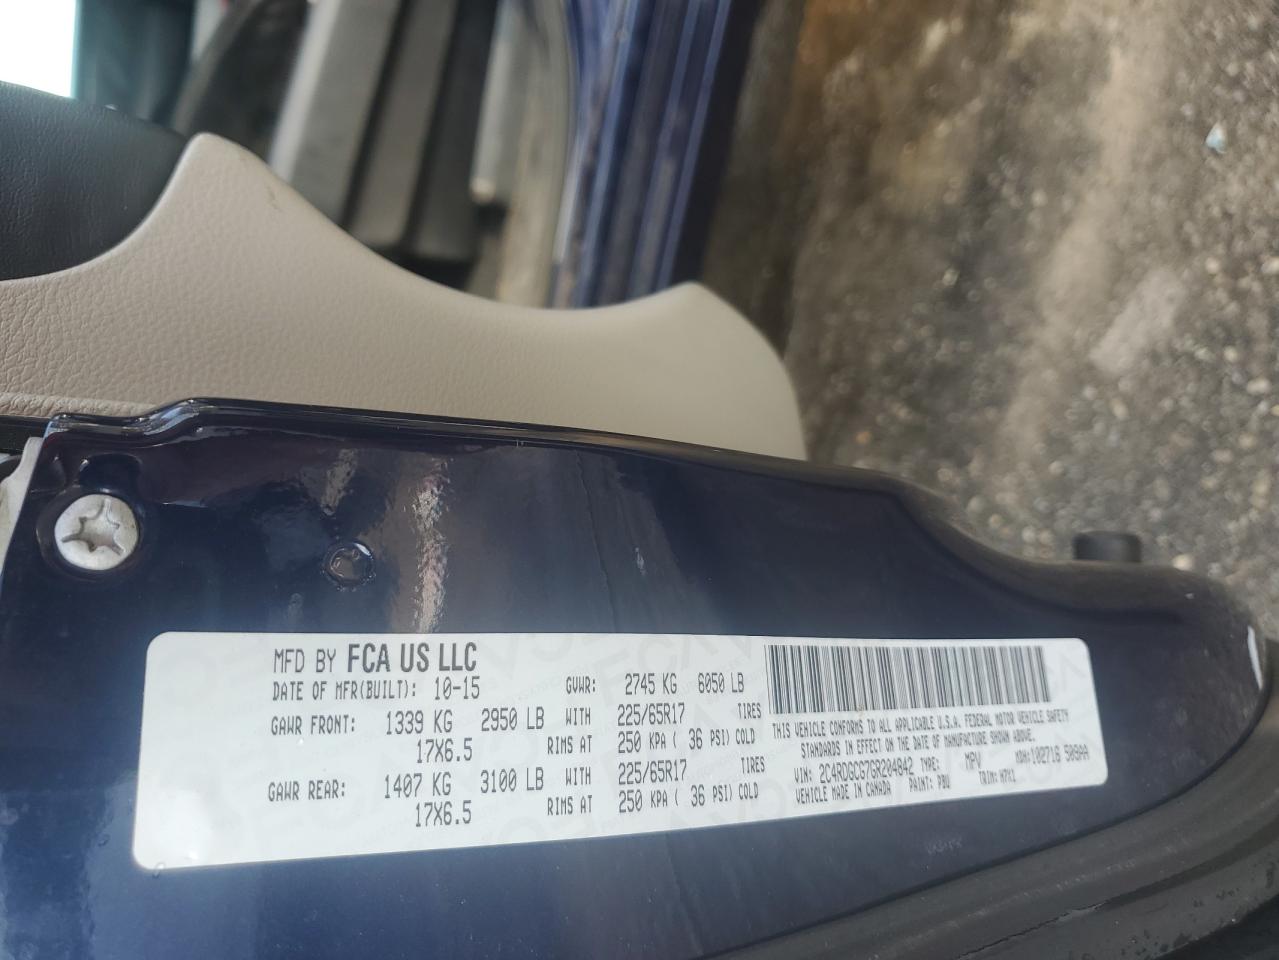 MFD BY FCA US LLC
DATE OF MFR(BUILT): 10-15 GVWR: 2745 KG 6050 LB
GAWR FRONT: 1339 KG 2950 LB WITH 225/65R17 TIRES
17X6.5 RIMS AT 250 KPA ( 36 PSI) COLD
GAWR REAR: 1407 KG 3100 LB WITH 225/65R17 TIRES
17X6.5 RIMS AT 250 KPA ( 36 PSI) COLD
THIS VEHICLE CONFORMS TO ALL APPLICABLE U.S.A. FEDERAL MOTOR VEHICLE SAFETY
STANDARDS IN EFFECT ON THE DATE OF MANUFACTURE SHOWN ABOVE.
MDH: 102716 509AA
VIN: 2C4RDGCG7GR204842 TYPE: MPV
VEHICLE MADE IN CANADA PAINT: PBU TRIM: